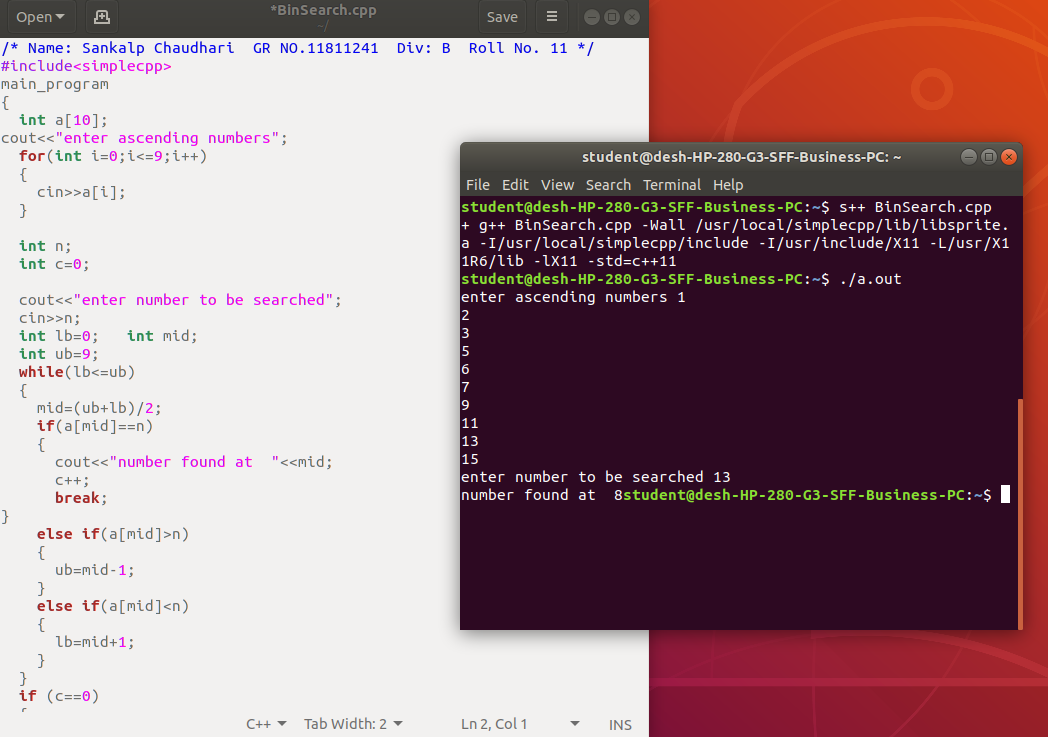 Open
*BinSearch.cpp
~/
Save
/* Name: Sankalp Chaudhari  GR NO.11811241  Div: B  Roll No. 11 */
#include<simplecpp>
main_program
{
  int a[10];
cout<<"enter ascending numbers";
  for(int i=0;i<=9;i++)
  {
    cin>>a[i];
  }
  int n;
  int c=0;
  cout<<"enter number to be searched";
  cin>>n;
  int lb=0;   int mid;
  int ub=9;
  while(lb<=ub)
  {
    mid=(ub+lb)/2;
    if(a[mid]==n)
    {
      cout<<"number found at  "<<mid;
      c++;
      break;
}
    else if(a[mid]>n)
    {
      ub=mid-1;
    }
    else if(a[mid]<n)
    {
      lb=mid+1;
    }
  }
  if (c==0)
  {
C++
Tab Width: 2
Ln 2, Col 1
INS
student@desh-HP-280-G3-SFF-Business-PC: ~
File Edit View Search Terminal Help
student@desh-HP-280-G3-SFF-Business-PC:~$ s++ BinSearch.cpp
+ g++ BinSearch.cpp -Wall /usr/local/simplecpp/lib/libsprite.
a -I/usr/local/simplecpp/include -I/usr/include/X11 -L/usr/X1
1R6/lib -lX11 -std=c++11
student@desh-HP-280-G3-SFF-Business-PC:~$ ./a.out
enter ascending numbers 1
2
3
5
6
7
9
11
13
15
enter number to be searched 13
number found at  8student@desh-HP-280-G3-SFF-Business-PC:~$